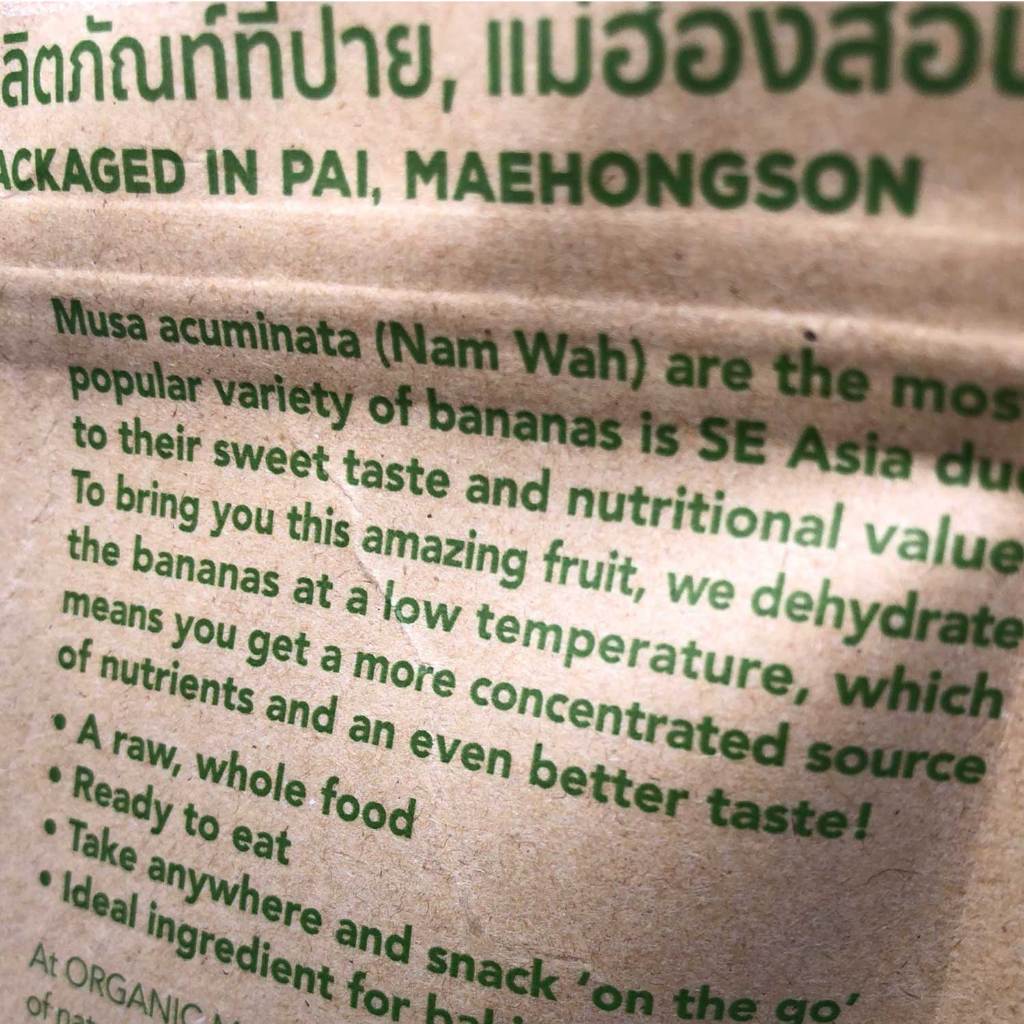 ลิตภัณฑ์ที่ปาย, แม่ฮ่องสอน
PACKAGED IN PAI, MAEHONGSON
Musa acuminata (Nam Wah) are the most
popular variety of bananas is SE Asia due
to their sweet taste and nutritional value
To bring you this amazing fruit, we dehydrate
the bananas at a low temperature, which
means you get a more concentrated source
of nutrients and an even better taste!
• A raw, whole food
• Ready to eat
• Take anywhere and snack ‘on the go’
• Ideal ingredient for
At ORGANIC
of